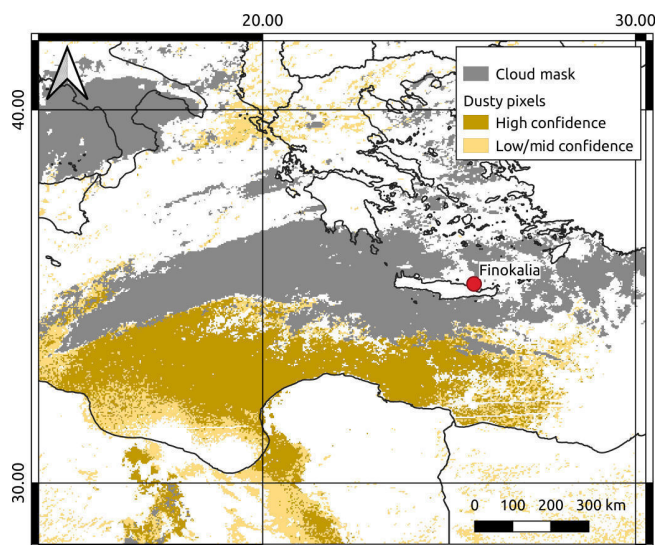 20.00
30.00
40.00
Cloud mask
Dusty pixels
High confidence
Low/mid confidence
Finokalia
30.00
0 100 200 300 km